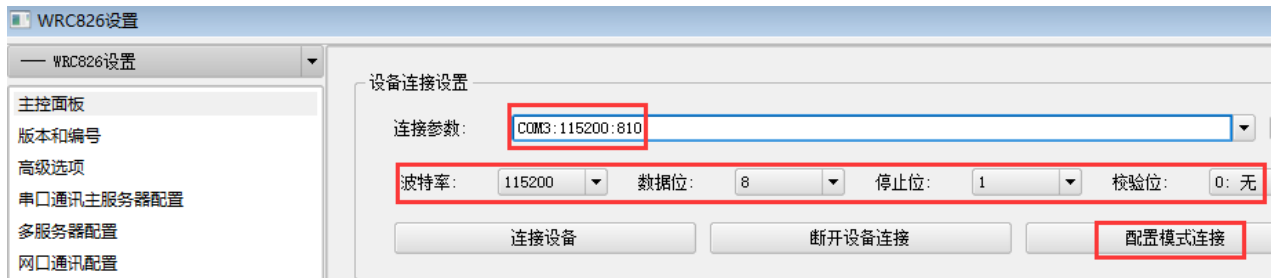 WRC826设置
── WRC826设置
设备连接设置
主控面板
连接参数: COM3:115200:810
版本和编号
高级选项
波特率: 115200 数据位: 8 停止位: 1 校验位: 0: 无
串口通讯主服务器配置
多服务器配置
连接设备 断开设备连接 配置模式连接
网口通讯配置